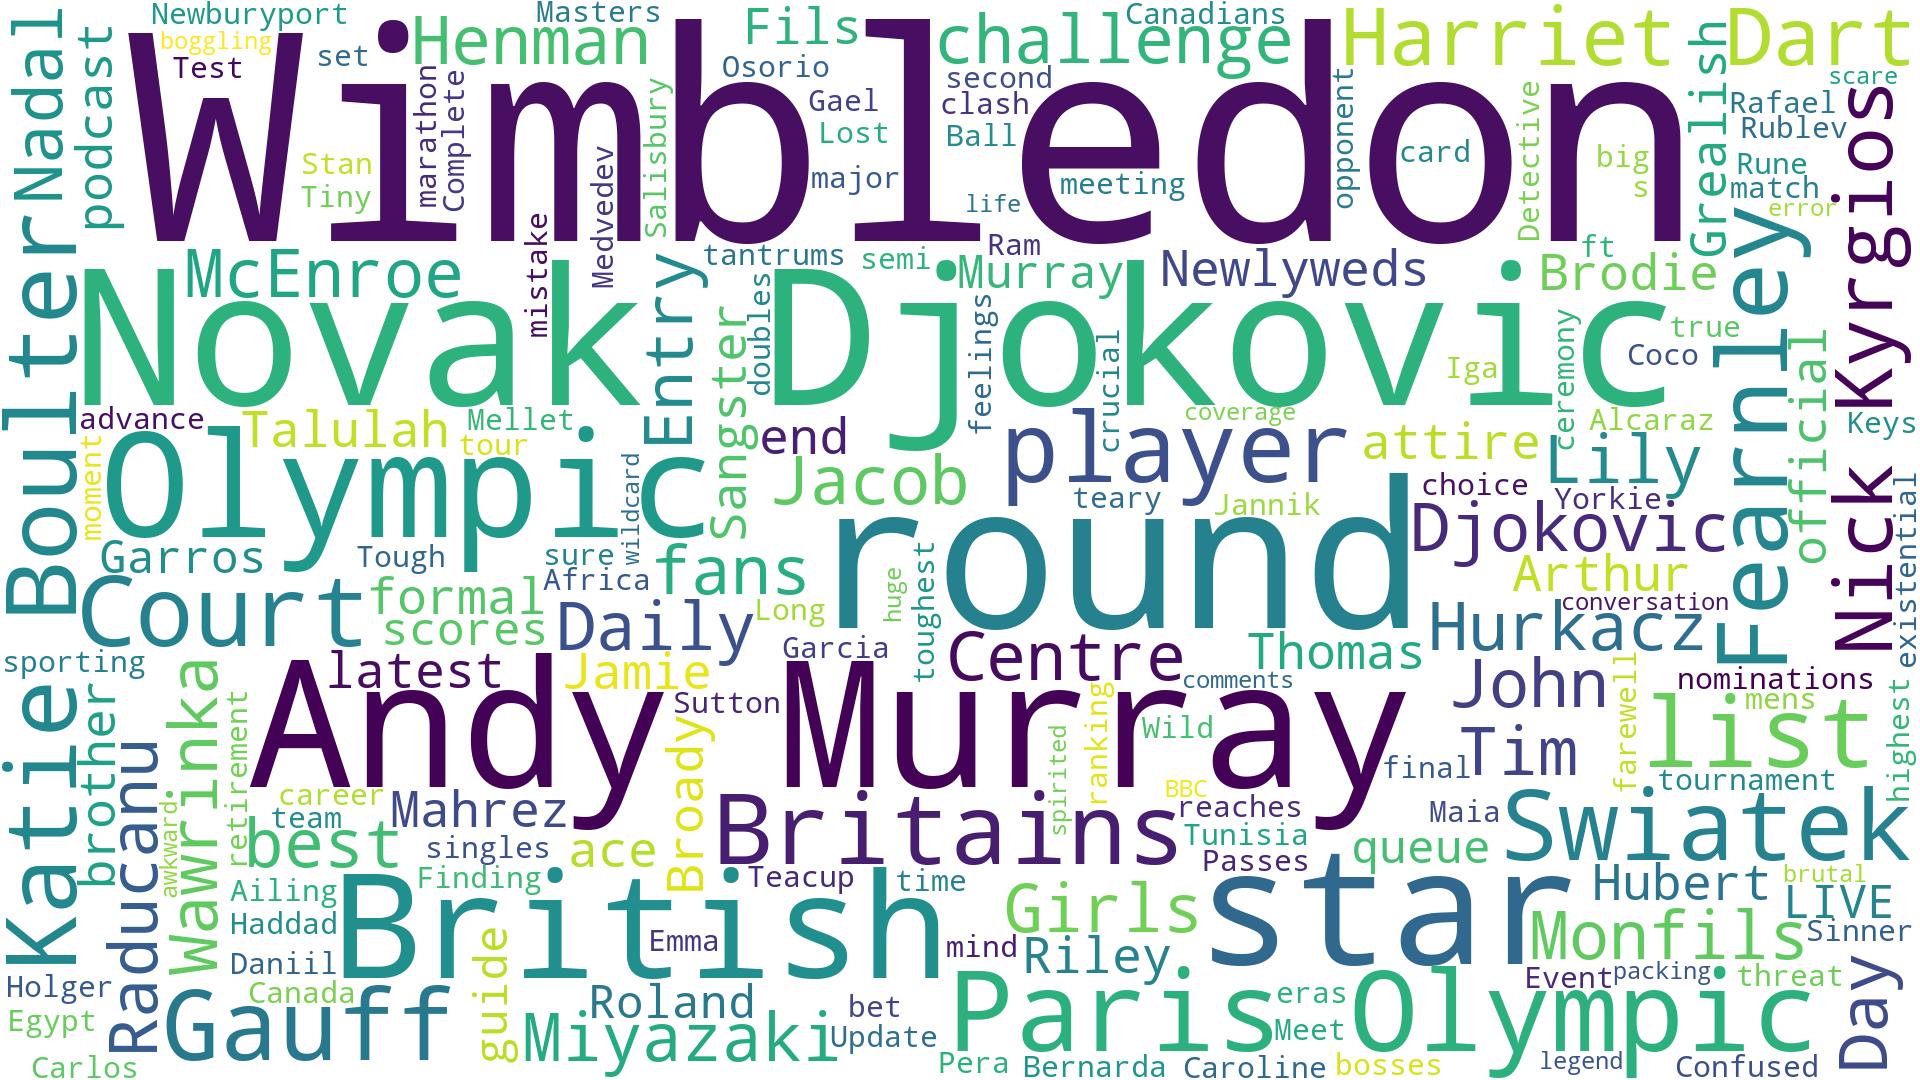 Newburyport
boggling
Test
set
Masters
Henman
Fils
challenge
Canadians
Harriet
Dart
scare
Nadal
podcast
Wimbledon
Stan
Tiny
marathon
Complete
Salisbury
Medvedev
mistake
Osorio
Gael
Lost
major
second
clash
Ball
meeting
life
Ram
opponent
card
Detective
big
s
Grealish
Rafael
Rublev
Rune
match
error
Nick Kyrgios
McEnroe
tantrums
semi
Murray
Newlyweds
ft
Brodie
Novak Djokovic
Entry
Sangster
doubles
feelings
crucial
Iga
ceremony
Coco
true
Fearnley
official
Keys
Katie Boulter
advance
Talulah
Mellet
tour
moment
Olympic
wildcard
end
Jacob
player
coverage
attire
Alcaraz
Lily
teary
Jannik
choice
Yorkie
Djokovic
existential
Garros
Tough
sure
Africa
fans
round
huge
toughest
Arthur
conversation
Court
formal
scores
Daily
Long
Garcia
Centre
Thomas
Hurkacz
sporting
brother
Raducanu
Wawrinka
retirement
latest
Andy Murray
Jamie
Sutton
Broady
comments
ranking
Wild
spirited
BBC
John
Tim
final
farewell
nominations
mens
list
tournament
highest
career
team
Mahrez
best
singles
ace
awkward
Britains
reaches
Tunisia
Passes
Maia
queue
Swiatek
Ailing
Finding
Teacup
time
Haddad
British
Emma
mind
Girls
star
Hubert
brutal
LIVE
Daniil
guide
Riley
Monfils
Sinner
Holger
Canada
Event
packing
threat
Egypt
Gauff
Roland
bet
Paris
eras
Olympic
Day
Miyazaki
Update
Meet
Carlos
Pera
Bernarda
Caroline
bosses
legend
Confused